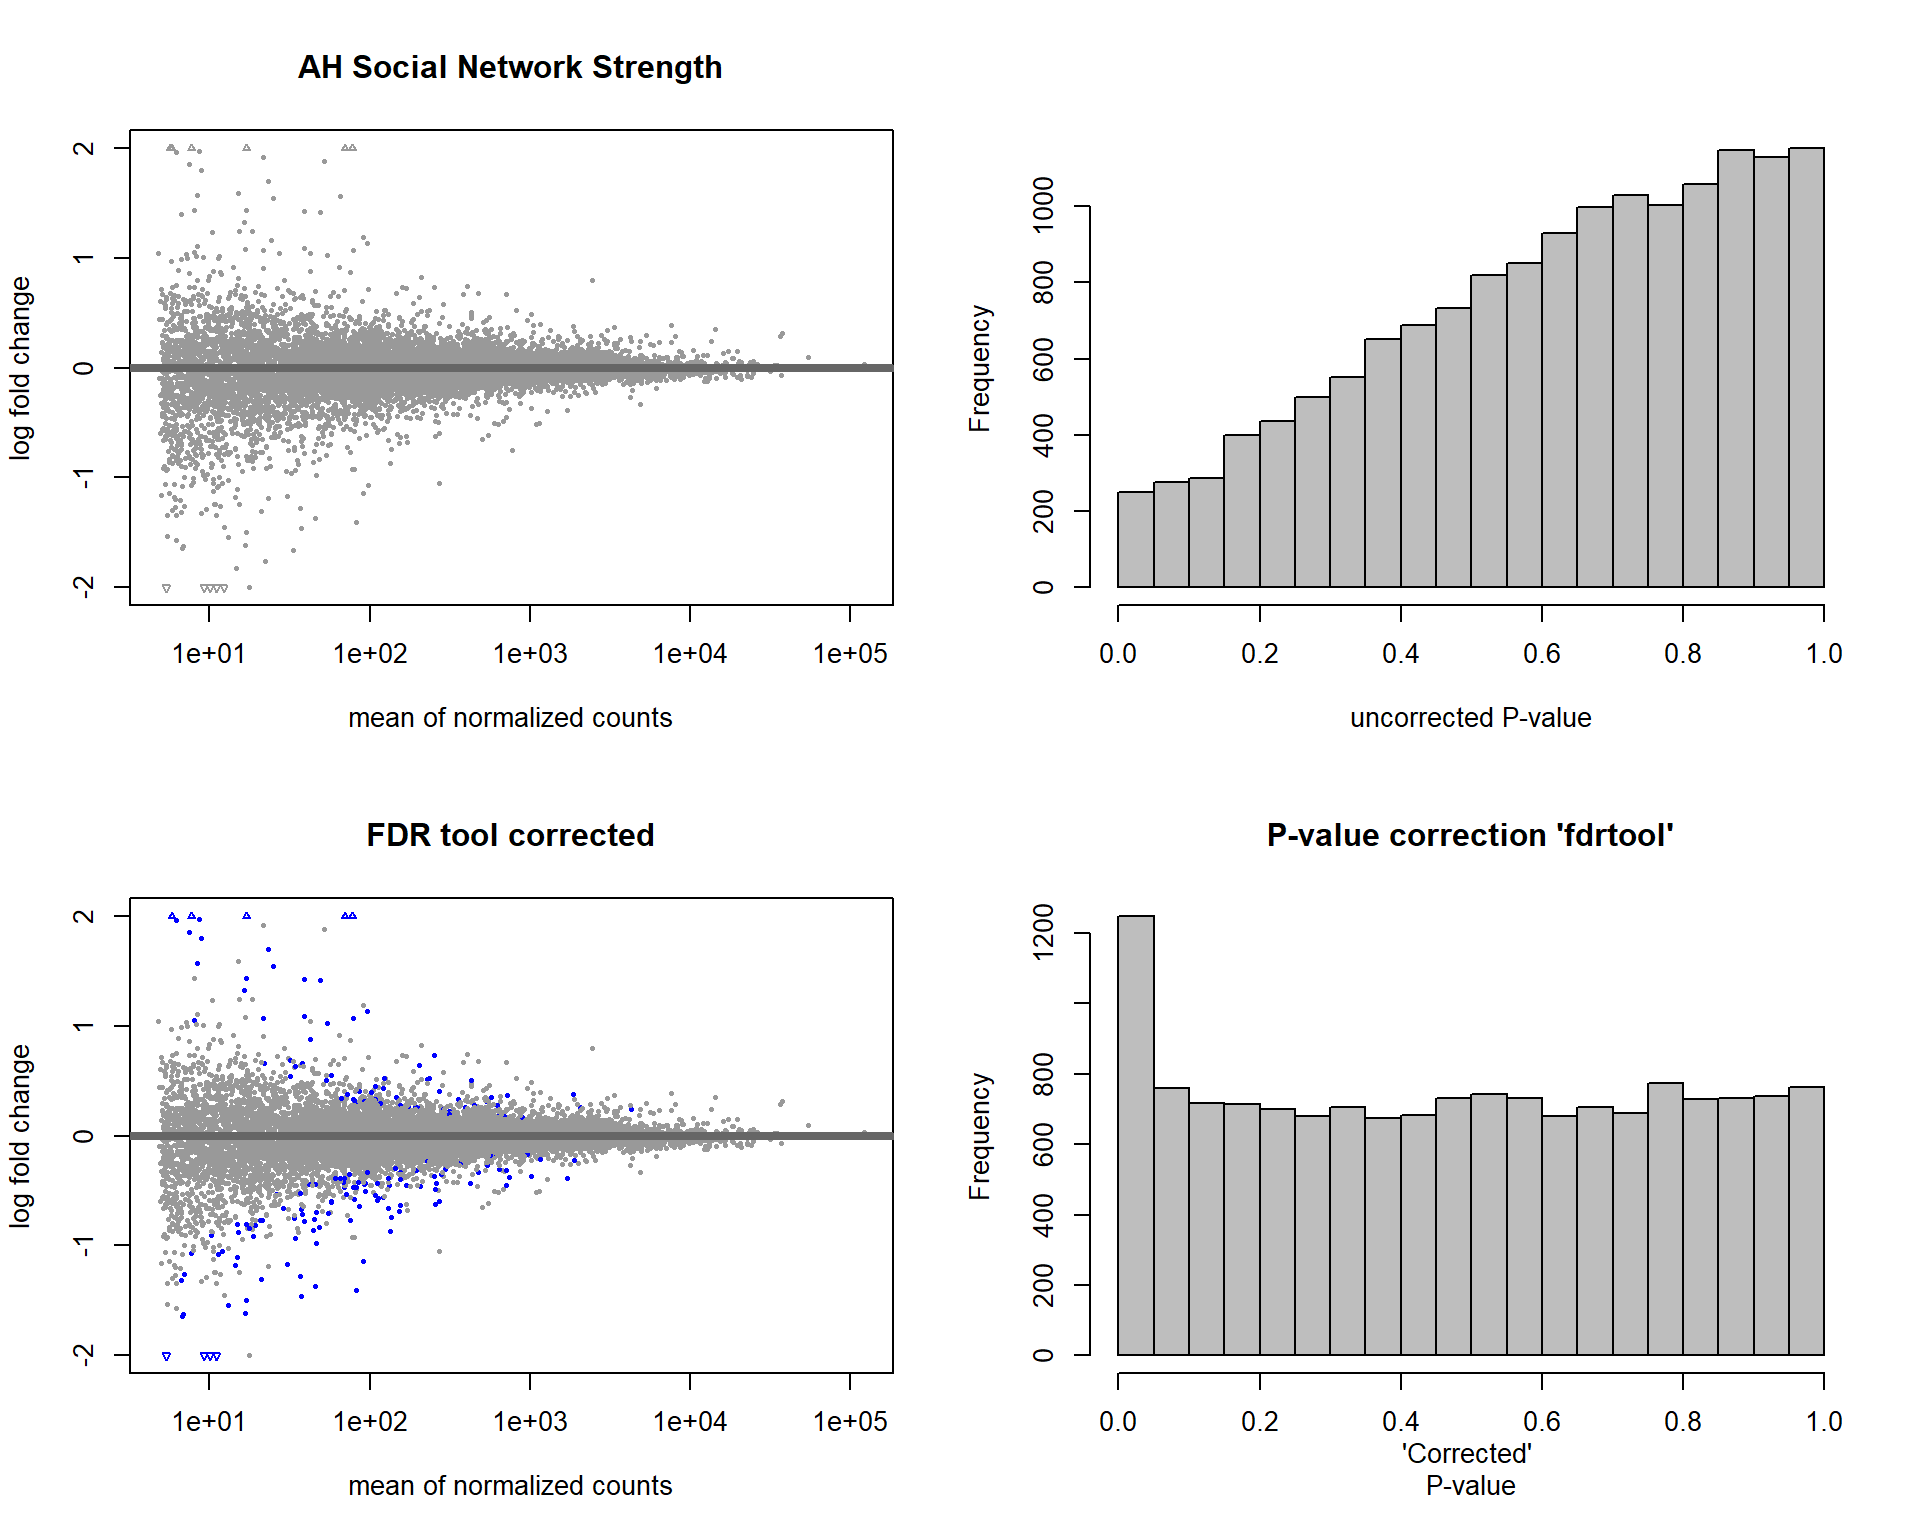 AH Social Network Strength
log fold change
2
1
0
-1
-2
1e+01 1e+02 1e+03 1e+04 1e+05
mean of normalized counts
Frequency
1000
800
600
400
200
0
0.0 0.2 0.4 0.6 0.8 1.0
uncorrected P-value
FDR tool corrected
log fold change
2
1
0
-1
-2
1e+01 1e+02 1e+03 1e+04 1e+05
mean of normalized counts
P-value correction 'fdrtool'
Frequency
1200
800
600
400
200
0
0.0 0.2 0.4 0.6 0.8 1.0
'Corrected'
P-value